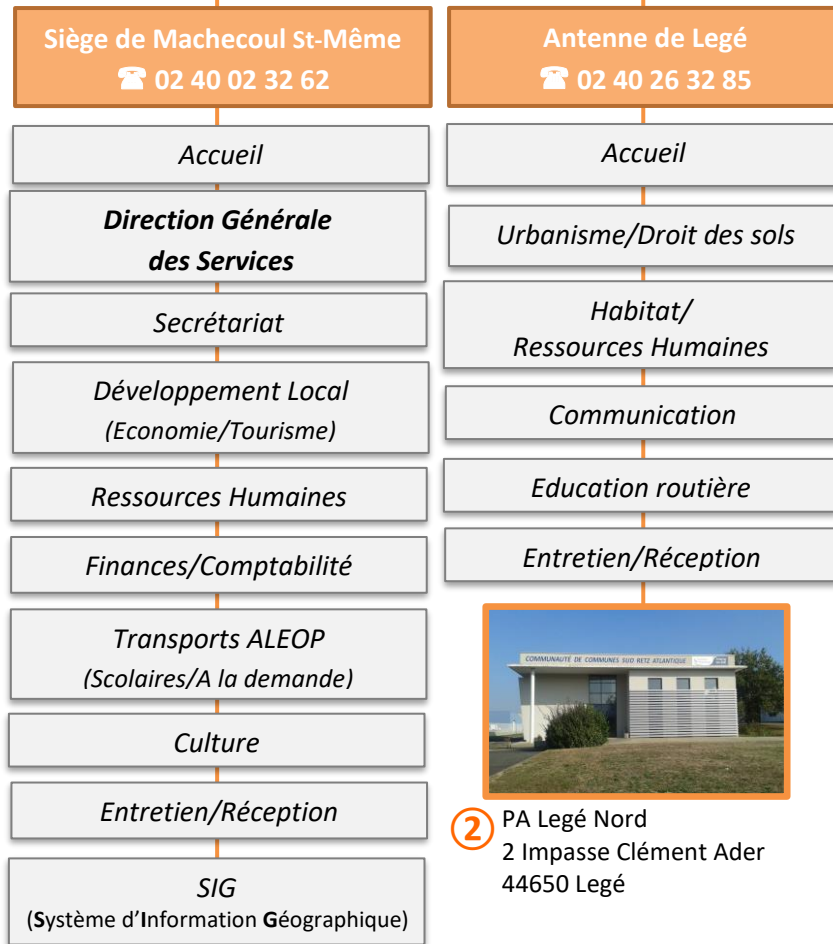 Siège de Machecoul St-Même
☎ 02 40 02 32 62
Accueil
Direction Générale
des Services
Secrétariat
Développement Local
(Economie/Tourisme)
Ressources Humaines
Finances/Comptabilité
Transports ALEOP
(Scolaires/A la demande)
Culture
Entretien/Réception
SIG
(Système d'Information Géographique)
Antenne de Legé
☎ 02 40 26 32 85
Accueil
Urbanisme/Droit des sols
Habitat/
Ressources Humaines
Communication
Education routière
Entretien/Réception
COMMUNAUTÉ DE COMMUNES SUD RETZ ATLANTIQUE
2 PA Legé Nord
2 Impasse Clément Ader
44650 Legé